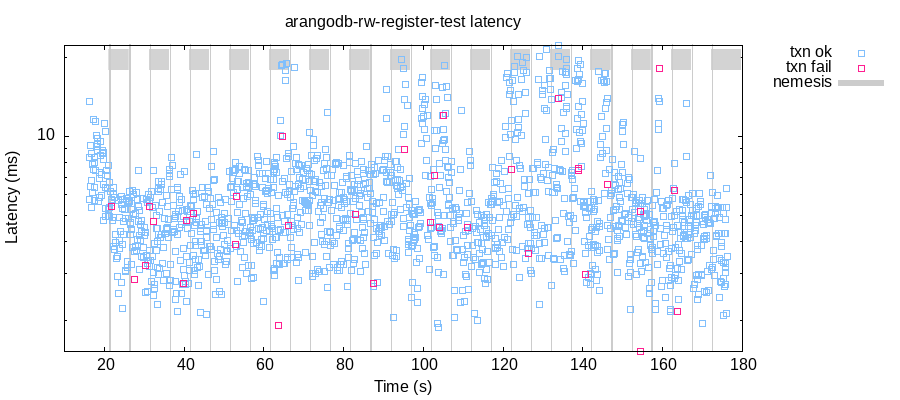 arangodb-rw-register-test latency
txn ok
txn fail
nemesis
10
Latency (ms)
20 40 60 80 100 120 140 160 180
Time (s)